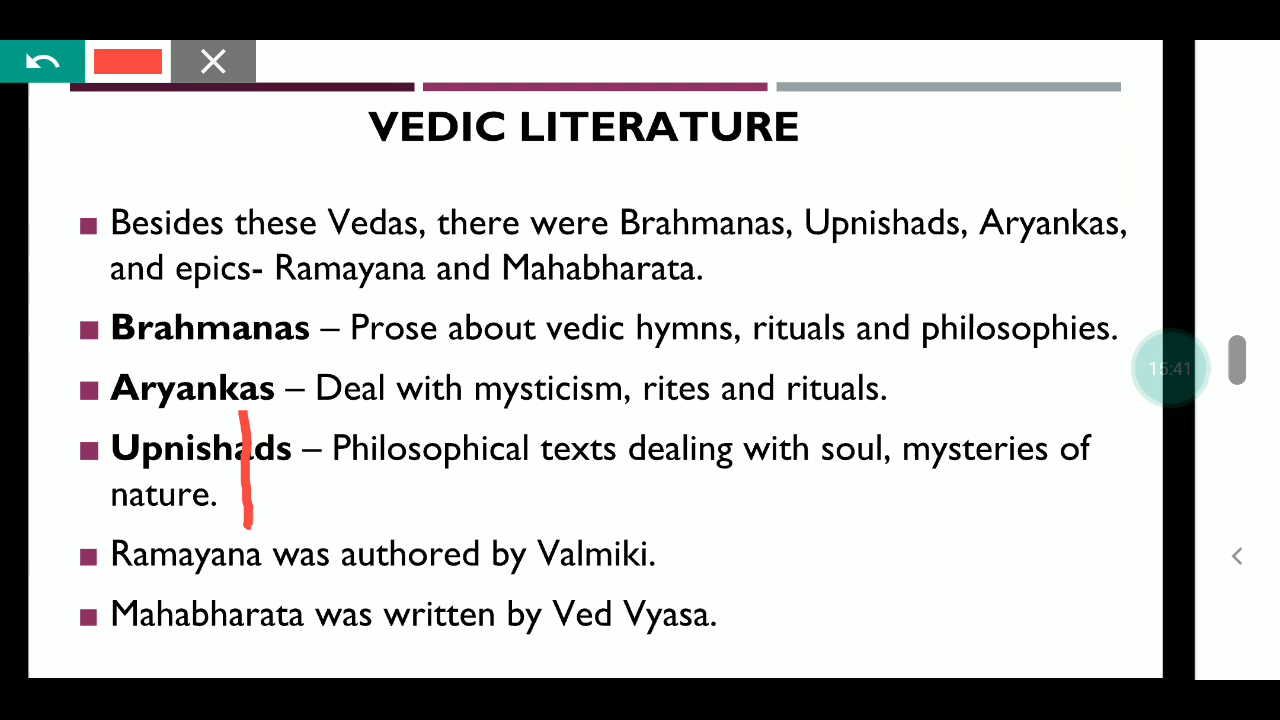 VEDIC LITERATURE
Besides these Vedas, there were Brahmanas, Upnishads, Aryankas,
and epics- Ramayana and Mahabharata.
Brahmanas – Prose about vedic hymns, rituals and philosophies.
15:41
Aryankas – Deal with mysticism, rites and rituals.
Upnishads – Philosophical texts dealing with soul, mysteries of
nature.
Ramayana was authored by Valmiki.
Mahabharata was written by Ved Vyasa.